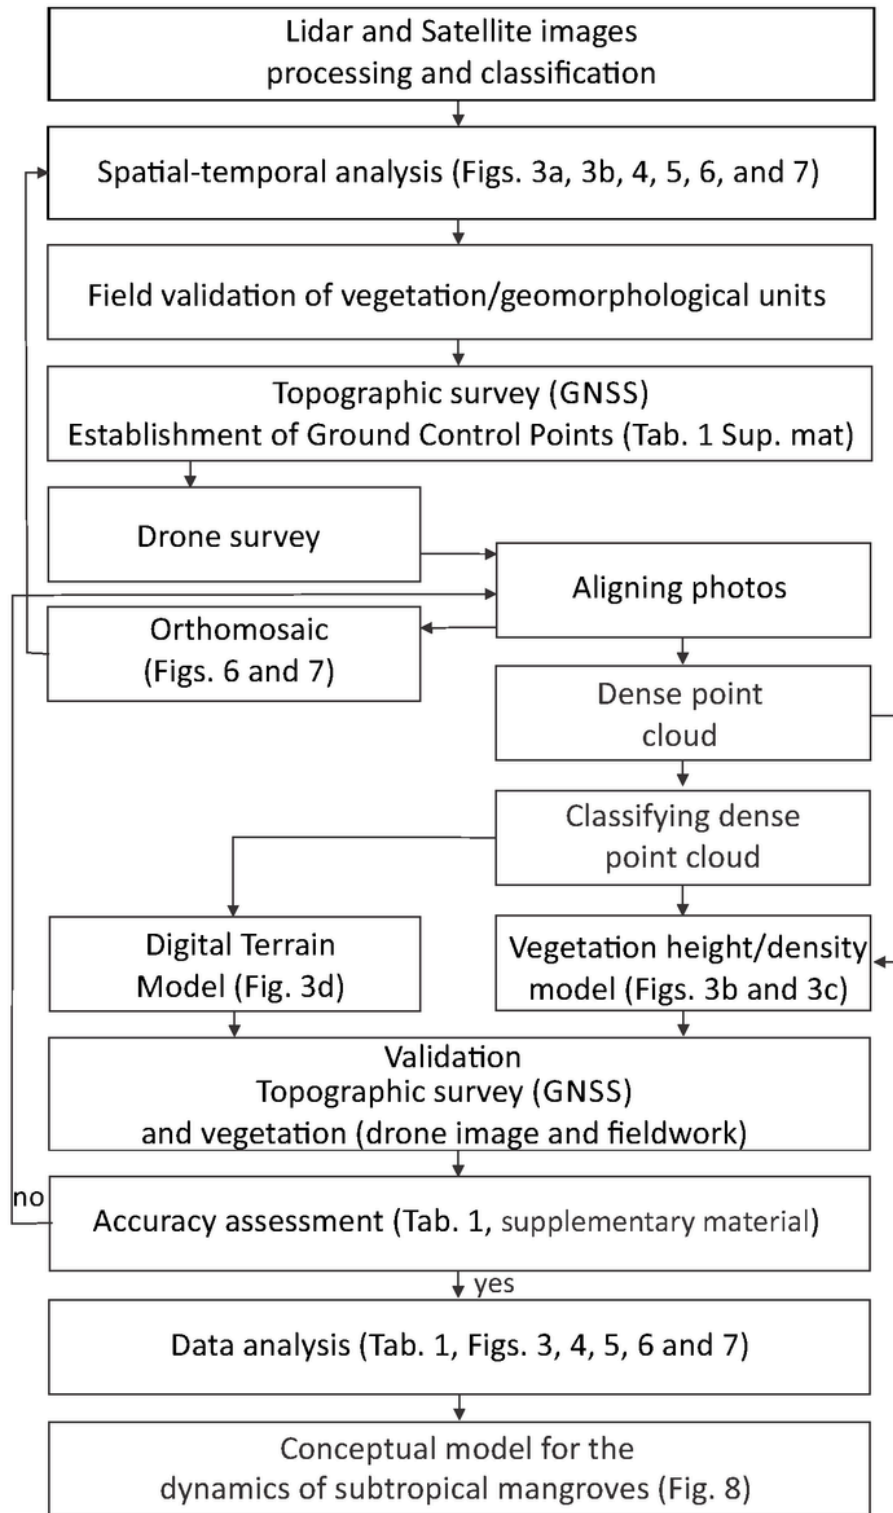 Lidar and Satellite images
processing and classification
Spatial-temporal analysis (Figs. 3a, 3b, 4, 5, 6, and 7)
Field validation of vegetation/geomorphological units
Topographic survey (GNSS)
Establishment of Ground Control Points (Tab. 1 Sup. mat)
Drone survey
Aligning photos
Orthomosaic
(Figs. 6 and 7)
Dense point
cloud
Classifying dense
point cloud
Digital Terrain
Model (Fig. 3d)
Vegetation height/density
model (Figs. 3b and 3c)
Validation
Topographic survey (GNSS)
and vegetation (drone image and fieldwork)
no
Accuracy assessment (Tab. 1, supplementary material)
yes
Data analysis (Tab. 1, Figs. 3, 4, 5, 6 and 7)
Conceptual model for the
dynamics of subtropical mangroves (Fig. 8)